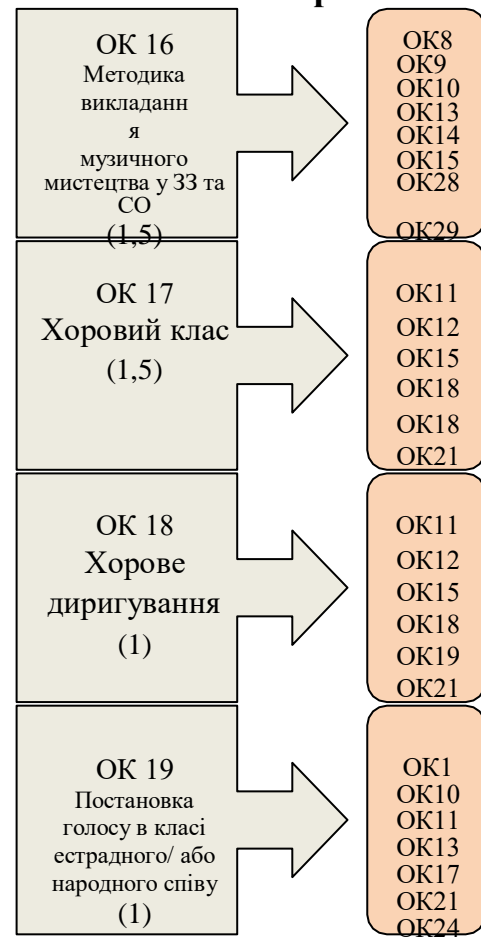 ОК 16
Методика
викладанн
я
музичного
мистецтва у ЗЗ та
СО
(1,5)
ОК8
ОК9
ОК10
ОК13
ОК14
ОК15
ОК28
ОК29
ОК 17
Хоровий клас
(1,5)
ОК11
ОК12
ОК15
ОК18
ОК18
ОК21
ОК 18
Хорове
диригування
(1)
ОК11
ОК12
ОК15
ОК18
ОК19
ОК21
ОК 19
Постановка
голосу в класі
естрадного/ або
народного співу
(1)
ОК1
ОК10
ОК11
ОК13
ОК17
ОК21
ОК24